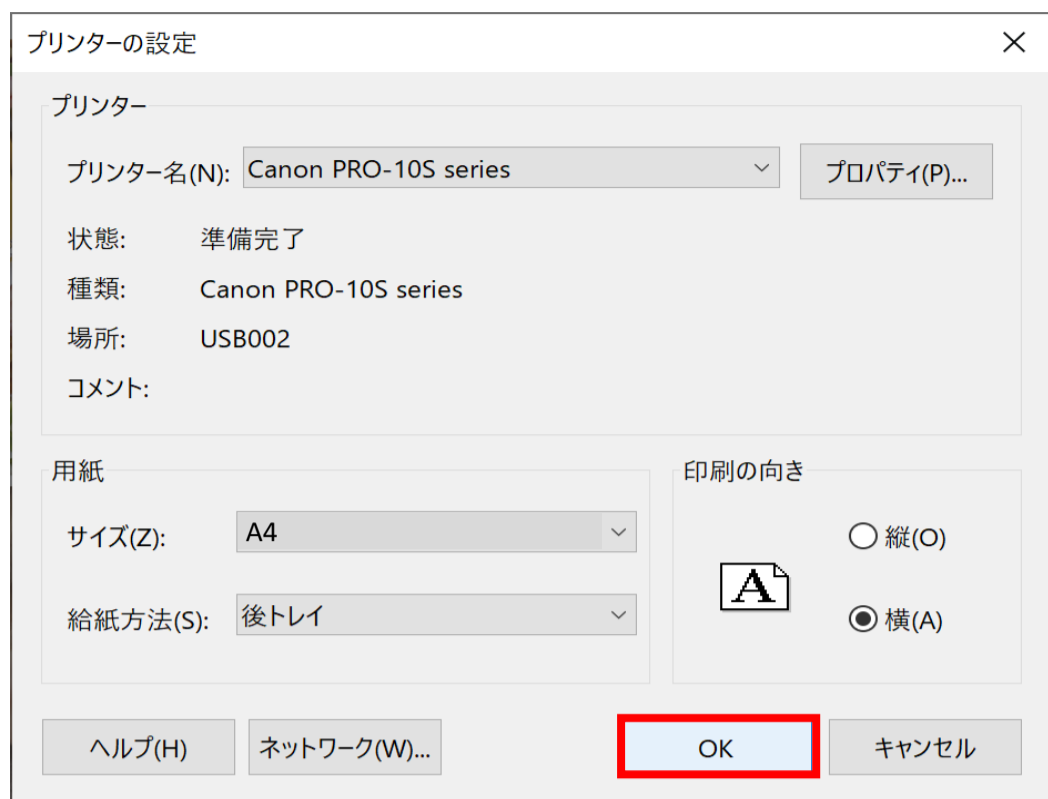 プリンターの設定
プリンター
プリンター名(N): Canon PRO-10S series プロパティ(P)...
状態: 準備完了
種類: Canon PRO-10S series
場所: USB002
コメント:
用紙
サイズ(Z): A4
給紙方法(S): 後トレイ
印刷の向き
A
縦(O)
横(A)
ヘルプ(H) ネットワーク(W)... OK キャンセル